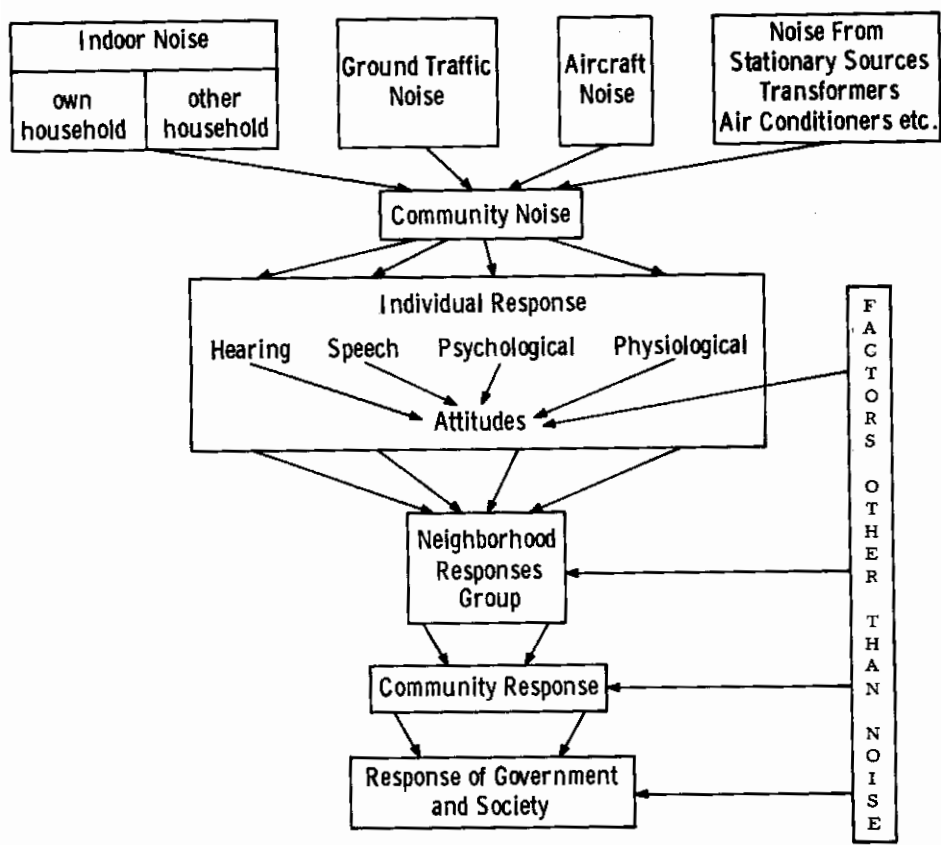 Indoor Noise
own
household
other
household
Ground Traffic
Noise
Aircraft
Noise
Noise From
Stationary Sources
Transformers
Air Conditioners etc.
Community Noise
Individual Response
Hearing
Speech
Psychological
Physiological
Attitudes
Neighborhood
Responses
Group
Community Response
Response of Government
and Society
FACTORS OTHER THAN NOISE